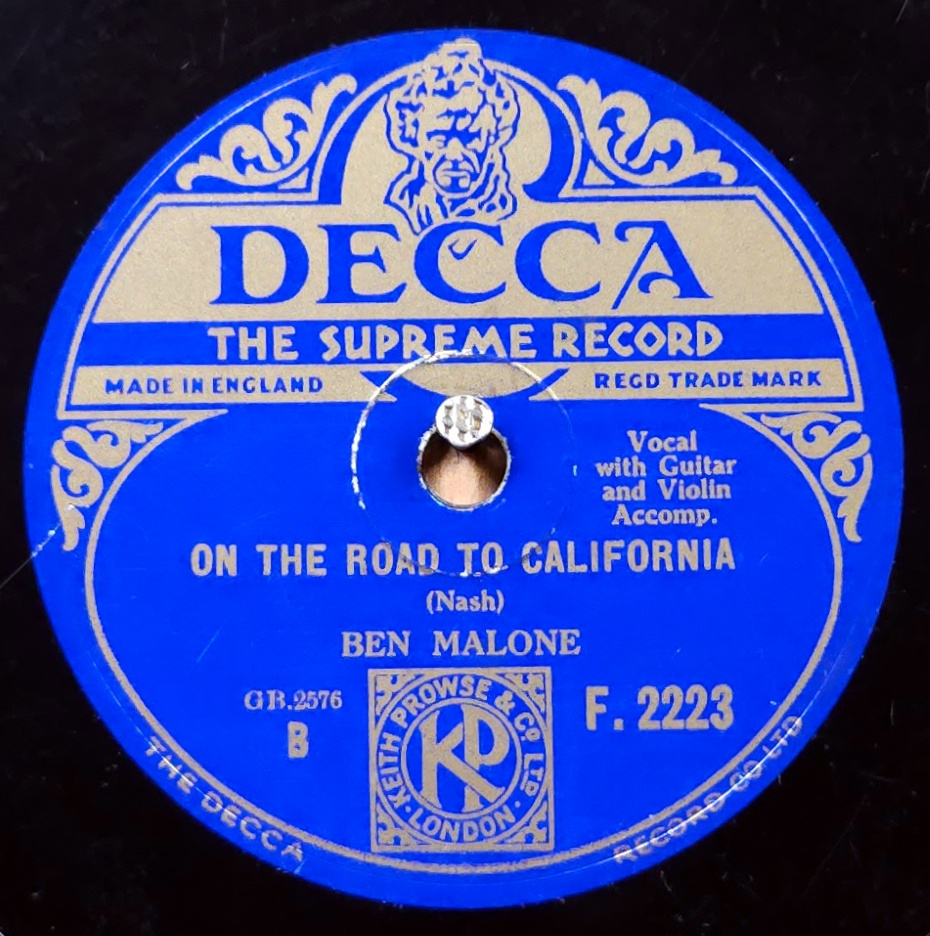 DECCA
THE SUPREME RECORD
MADE IN ENGLAND
REGD TRADE MARK
Vocal
with Guitar
and Violin
Accomp.
ON THE ROAD TO CALIFORNIA
(Nash)
BEN MALONE
GB.2576
B
F. 2223
KEITH PROWSE & Co LTD.
KP
LONDON
THE DECCA
RECORD CO LTD